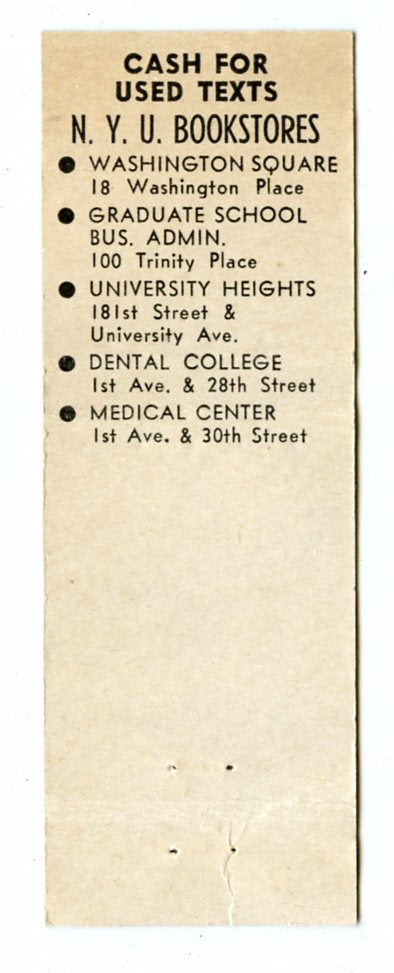 CASH FOR
USED TEXTS
N. Y. U. BOOKSTORES
● WASHINGTON SQUARE
18 Washington Place
● GRADUATE SCHOOL
BUS. ADMIN.
100 Trinity Place
● UNIVERSITY HEIGHTS
181st Street &
University Ave.
● DENTAL COLLEGE
1st Ave. & 28th Street
● MEDICAL CENTER
1st Ave. & 30th Street